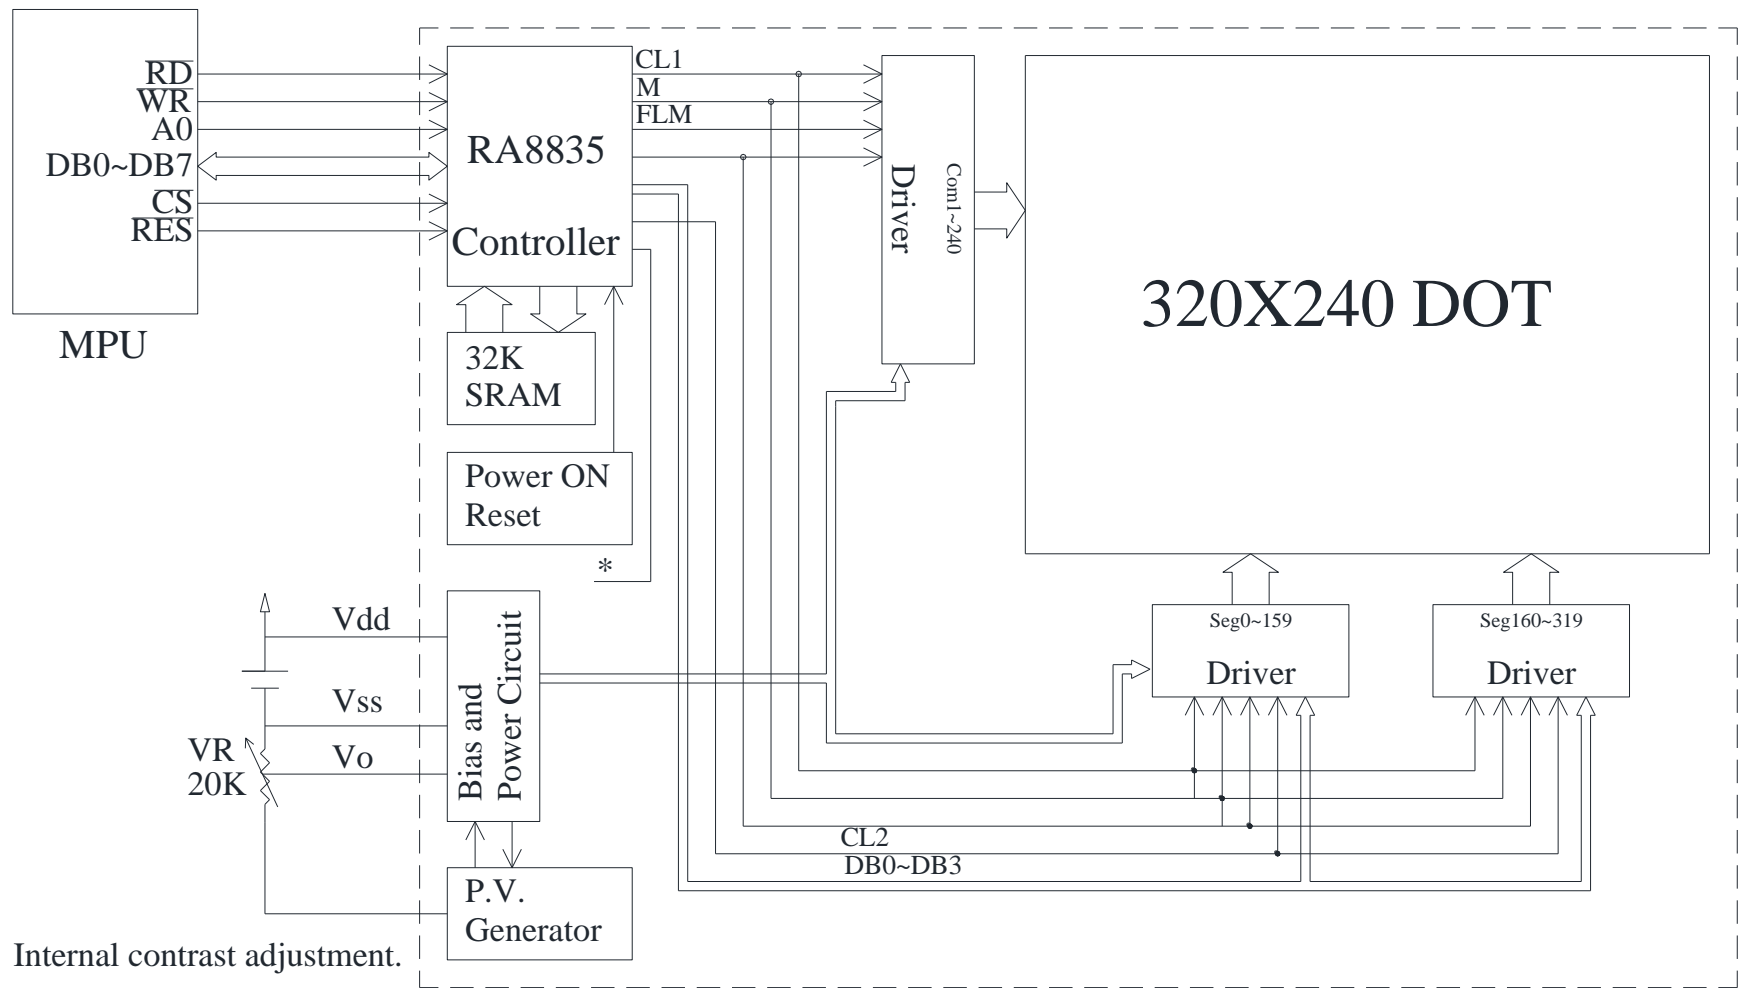 RD
WR
A0
DB0~DB7
CS
RES
MPU
RA8835
Controller
CL1
M
FLM
Driver
Com1~240
320X240 DOT
32K
SRAM
Power ON
Reset
*
Vdd
Vss
Vo
VR
20K
Bias and
Power Circuit
P.V.
Generator
Seg0~159
Driver
Seg160~319
Driver
CL2
DB0~DB3
Internal contrast adjustment.